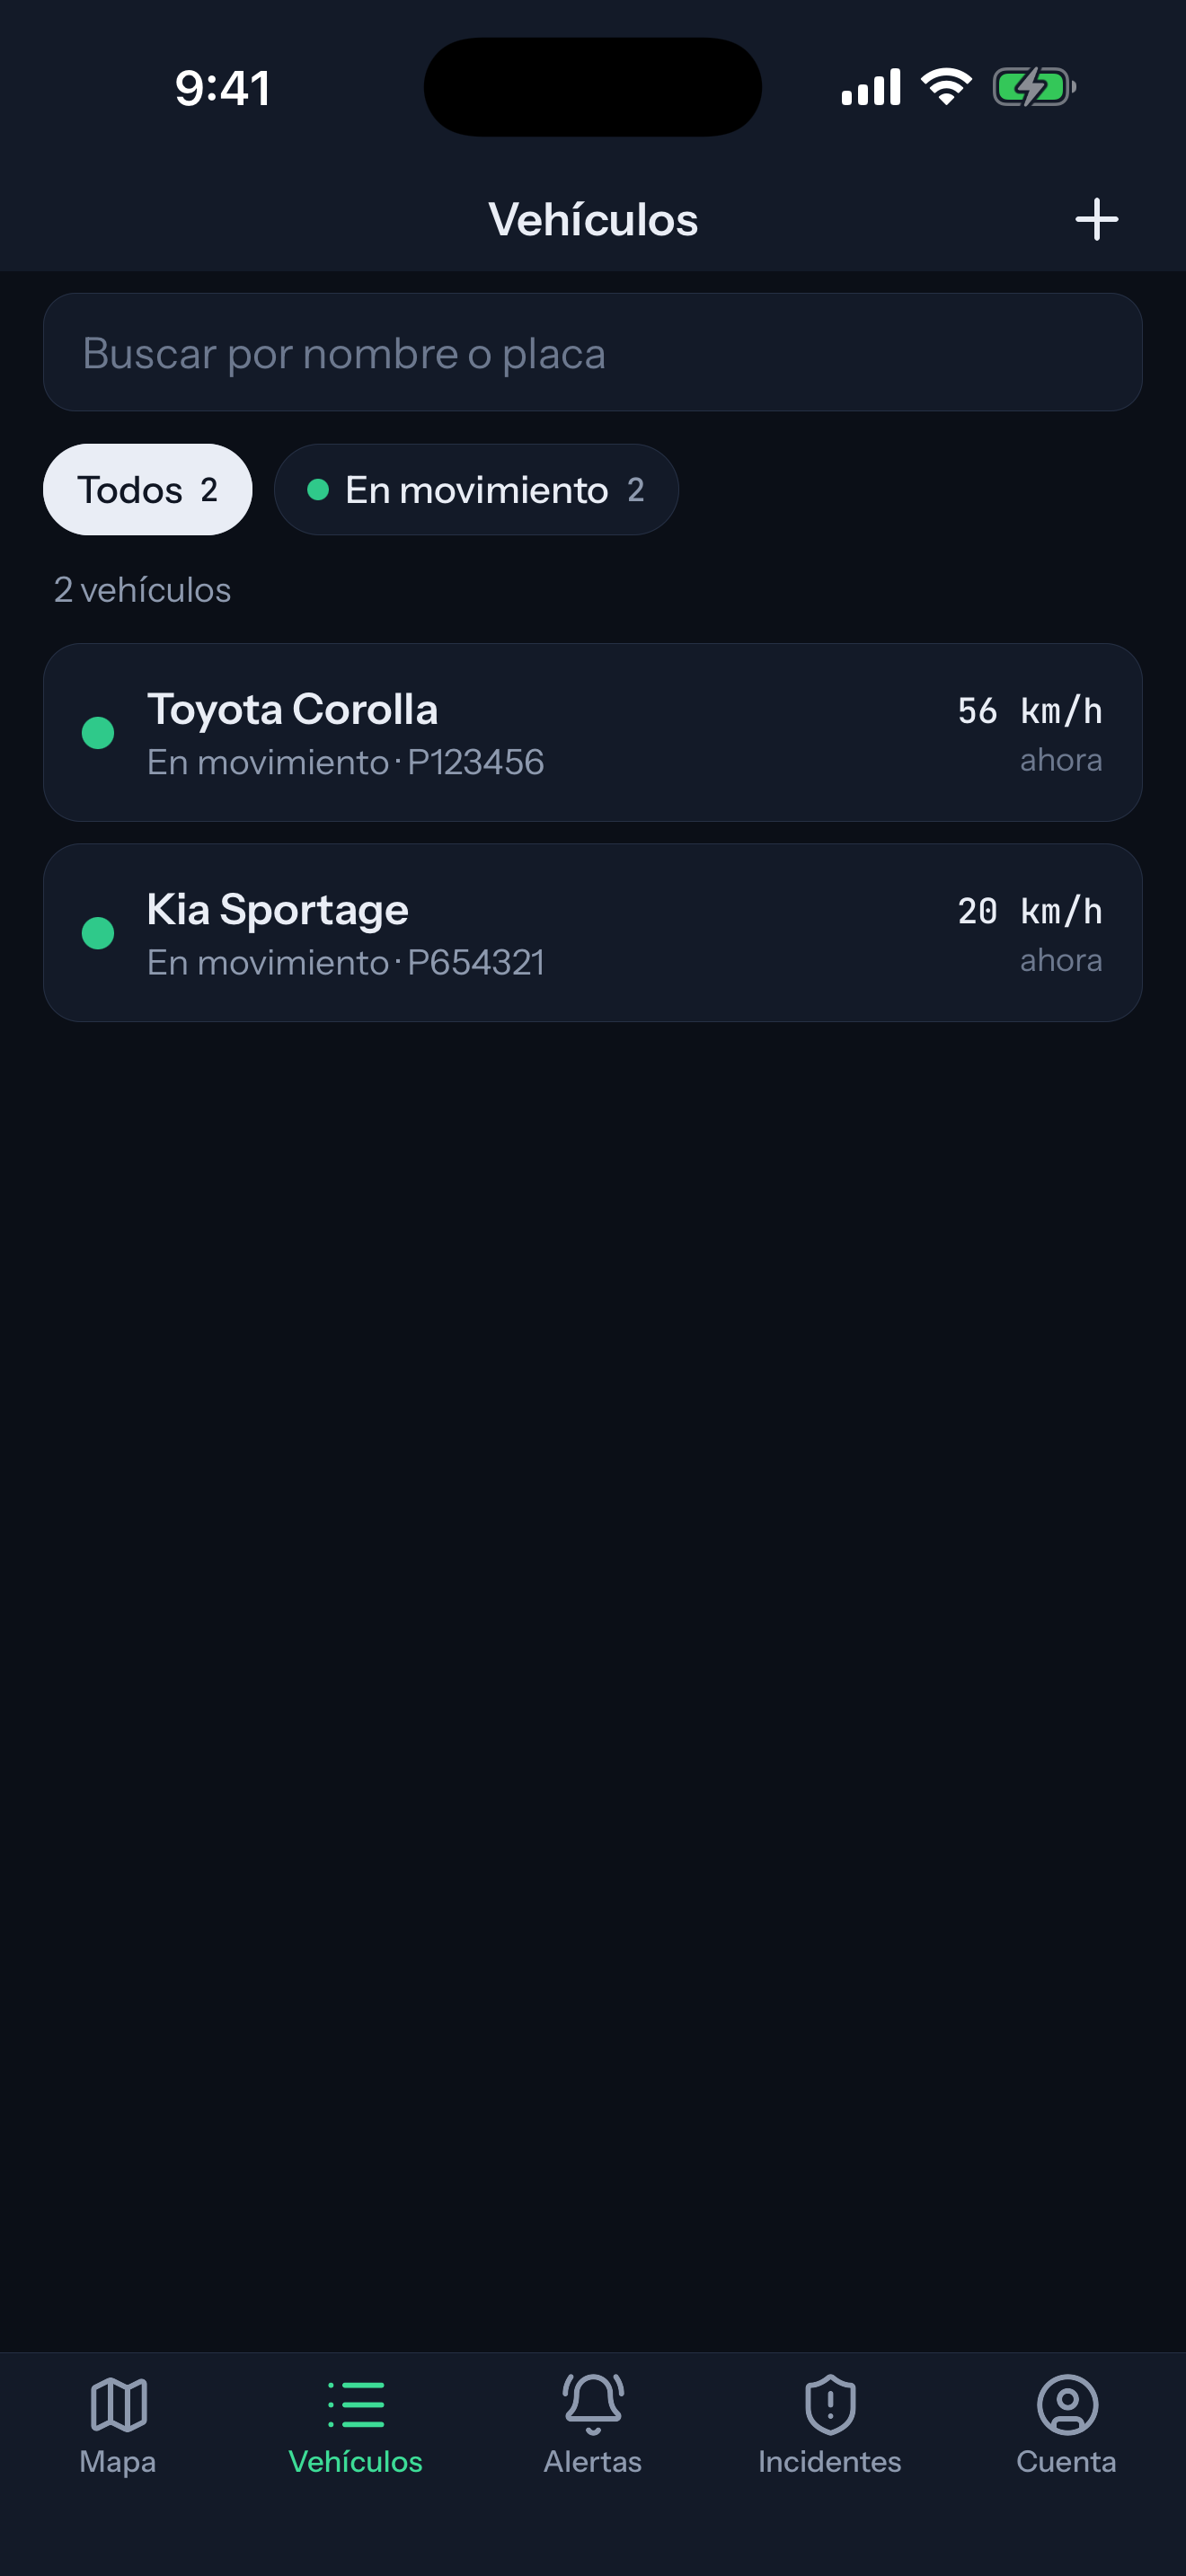 9:41
Vehículos
Buscar por nombre o placa
Todos 2
En movimiento 2
2 vehículos
Toyota Corolla
56 km/h
En movimiento · P123456
ahora
Kia Sportage
20 km/h
En movimiento · P654321
ahora
Mapa
Vehículos
Alertas
Incidentes
Cuenta